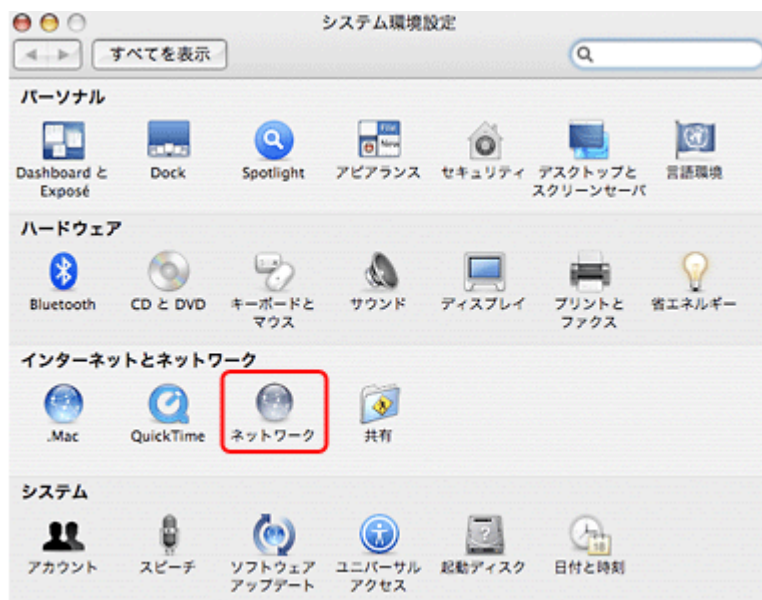 システム環境設定
すべてを表示
パーソナル
Dashboard と
Exposé
Dock
Spotlight
アピアランス
セキュリティ
デスクトップと
スクリーンセーバ
言語環境
ハードウェア
Bluetooth
CD と DVD
キーボードと
マウス
サウンド
ディスプレイ
プリントと
ファクス
省エネルギー
インターネットとネットワーク
.Mac
QuickTime
ネットワーク
共有
システム
アカウント
スピーチ
ソフトウェア
アップデート
ユニバーサル
アクセス
起動ディスク
日付と時刻